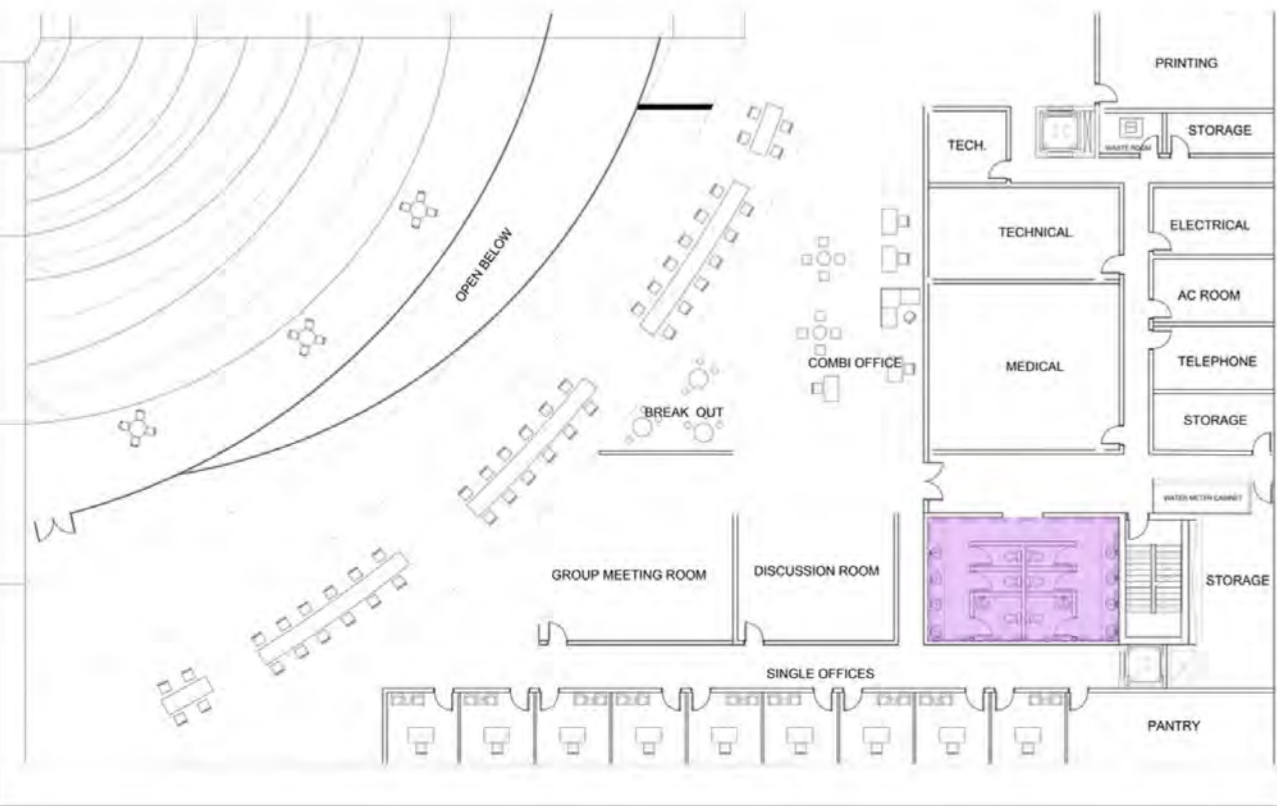 PRINTING
STORAGE
WASTE ROOM
TECH.
TECHNICAL
ELECTRICAL
OPEN BELOW
AC ROOM
COMBI OFFICE
MEDICAL
TELEPHONE
BREAK OUT
STORAGE
WATER METER CABINET
GROUP MEETING ROOM
DISCUSSION ROOM
STORAGE
SINGLE OFFICES
PANTRY